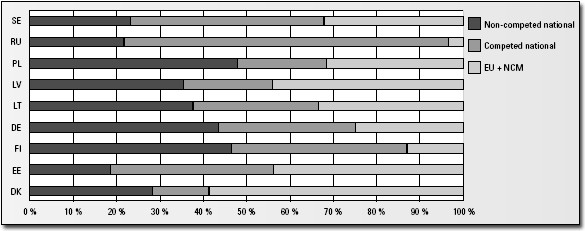 SE
RU
PL
LV
LT
DE
FI
EE
DK
0 % 10 % 20 % 30 % 40 % 50 % 60 % 70 % 80 % 90 % 100 %
Non-competed national
Competed national
EU + NCM